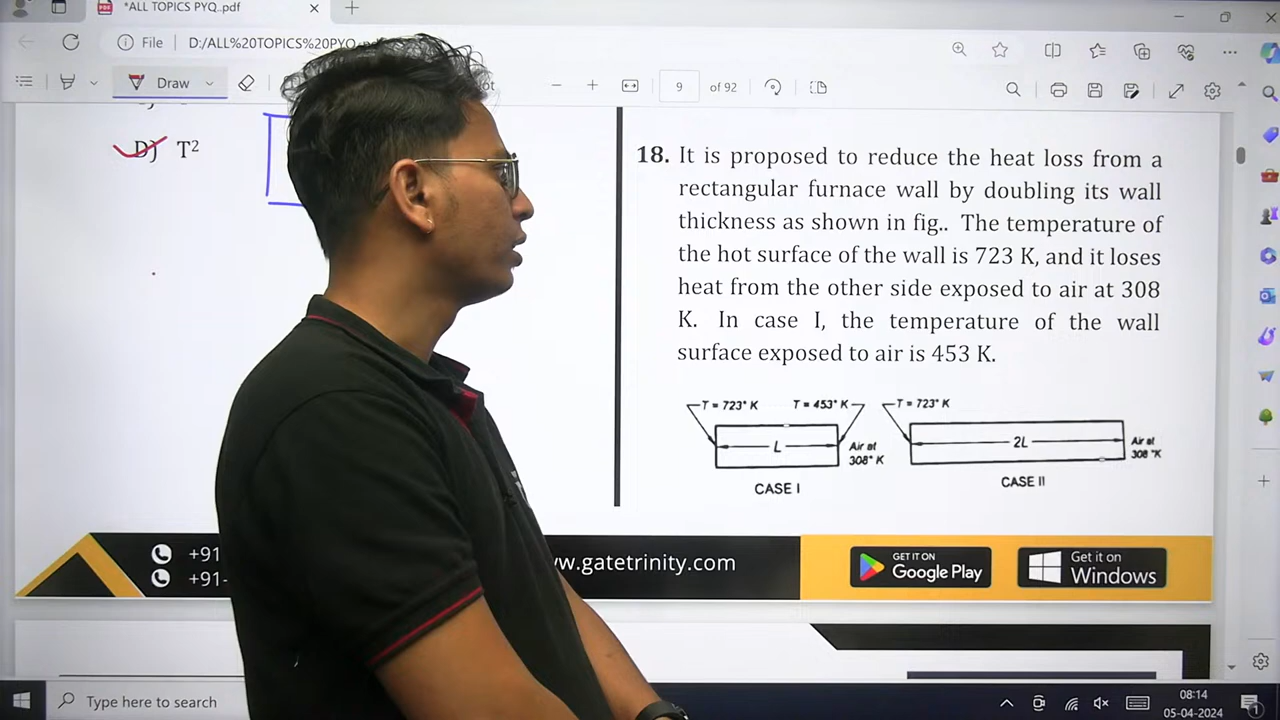 *ALL TOPICS PYQ..pdf
File
D:/ALL%20TOPICS%20PYQ
Draw
9
of 92
D) T²
18. It is proposed to reduce the heat loss from a
rectangular furnace wall by doubling its wall
thickness as shown in fig.. The temperature of
the hot surface of the wall is 723 K, and it loses
heat from the other side exposed to air at 308
K. In case I, the temperature of the wall
surface exposed to air is 453 K.
T = 723° K T = 453° K T = 723° K
L
Air at
308° K
2L
Air at
308 °K
CASE I
CASE II
+91
+91-
w.gatetrinity.com
GET IT ON
Google Play
Get it on
Windows
Type here to search
08:14
05-04-2024